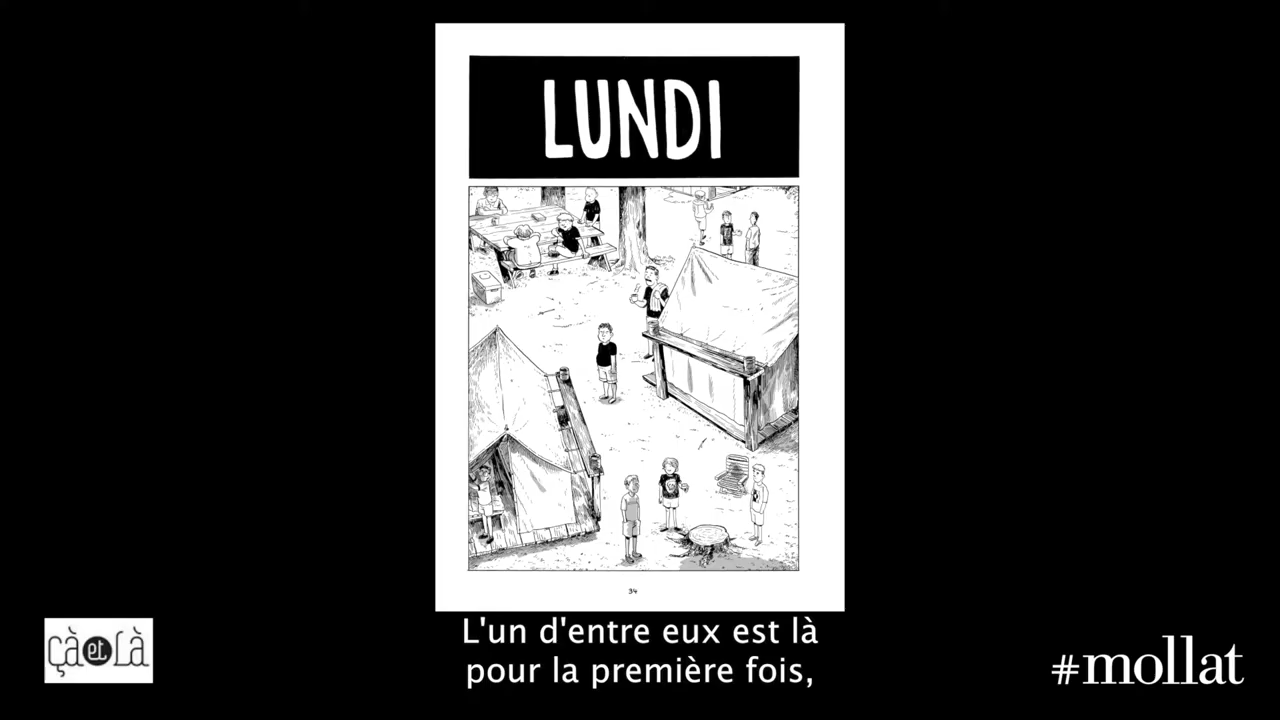 LUNDI
34
L'un d'entre eux est là
pour la première fois,
çà et là
#mollat